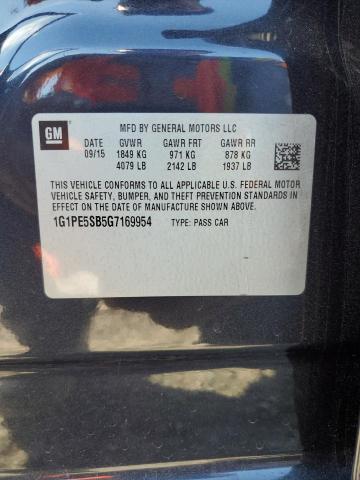 GM
MFD BY GENERAL MOTORS LLC
DATE GVWR GAWR FRT GAWR RR
09/15 1849 KG 971 KG 878 KG
4079 LB 2142 LB 1937 LB
THIS VEHICLE CONFORMS TO ALL APPLICABLE U.S. FEDERAL MOTOR
VEHICLE SAFETY, BUMPER, AND THEFT PREVENTION STANDARDS
IN EFFECT ON THE DATE OF MANUFACTURE SHOWN ABOVE.
1G1PE5SB5G7169954 TYPE: PASS CAR